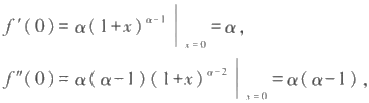 f′(0)=α(1+x)^{α-1}|_{x=0}=α,
f″(0)=α(α-1)(1+x)^{α-2}|_{x=0}=α(α-1),